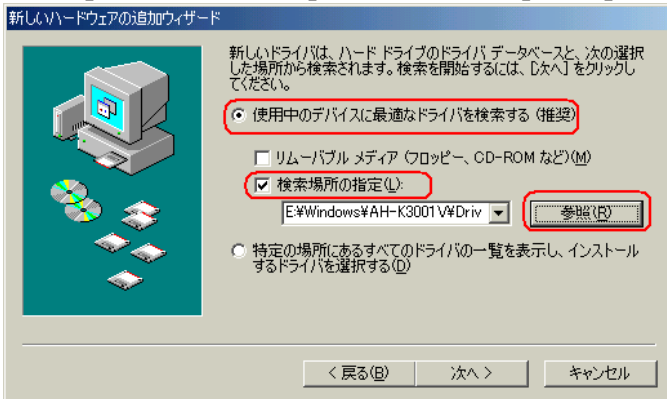 新しいハードウェアの追加ウィザード
新しいドライバは、ハード ドライブのドライバ データベースと、次の選択
した場所から検索されます。検索を開始するには、[次へ] をクリックし
てください。
使用中のデバイスに最適なドライバを検索する (推奨)
リムーバブル メディア (フロッピー、CD-ROM など)(M)
検索場所の指定(L):
E:¥Windows¥AH-K3001V¥Driv
参照(R)
特定の場所にあるすべてのドライバの一覧を表示し、インストール
するドライバを選択する(D)
< 戻る(B)
次へ >
キャンセル